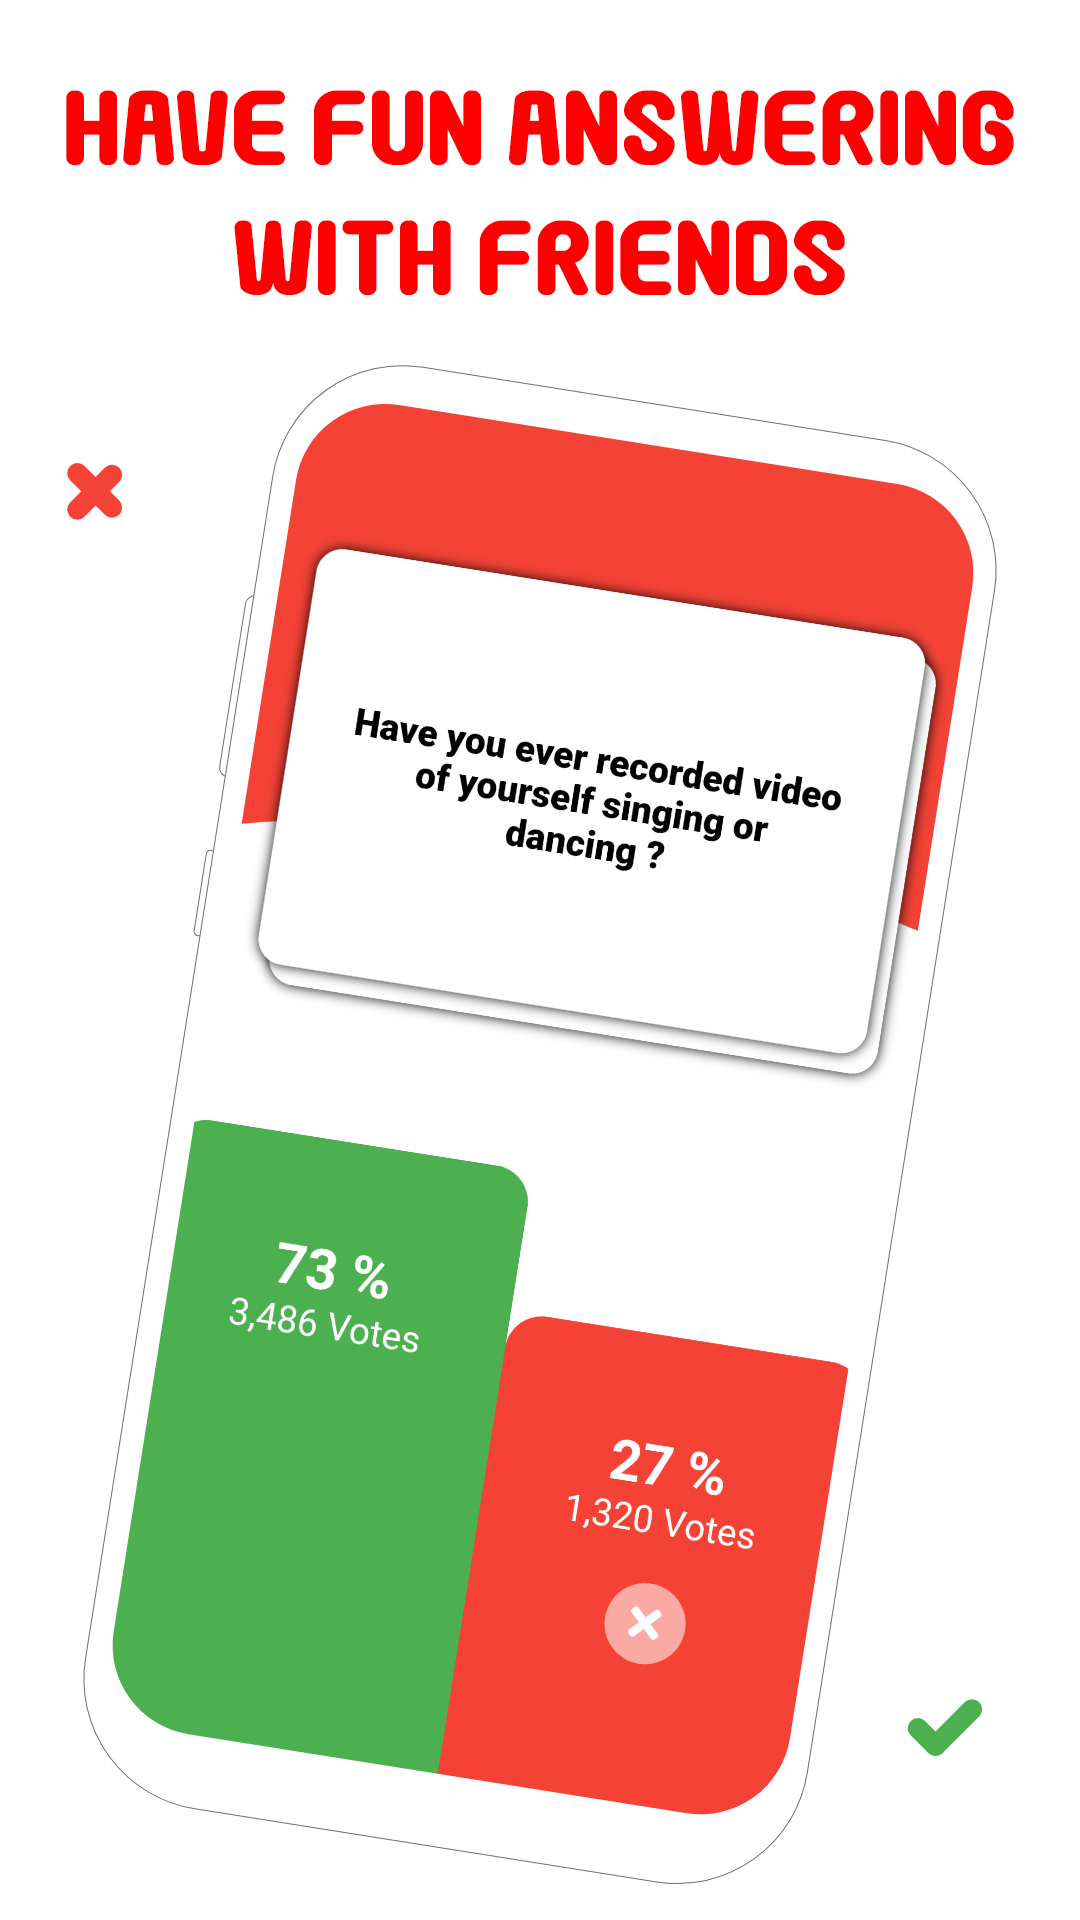 HAVE FUN ANSWERING
WITH FRIENDS
Have you ever recorded video
of yourself singing or
dancing ?
73 %
3,486 Votes
27 %
1,320 Votes